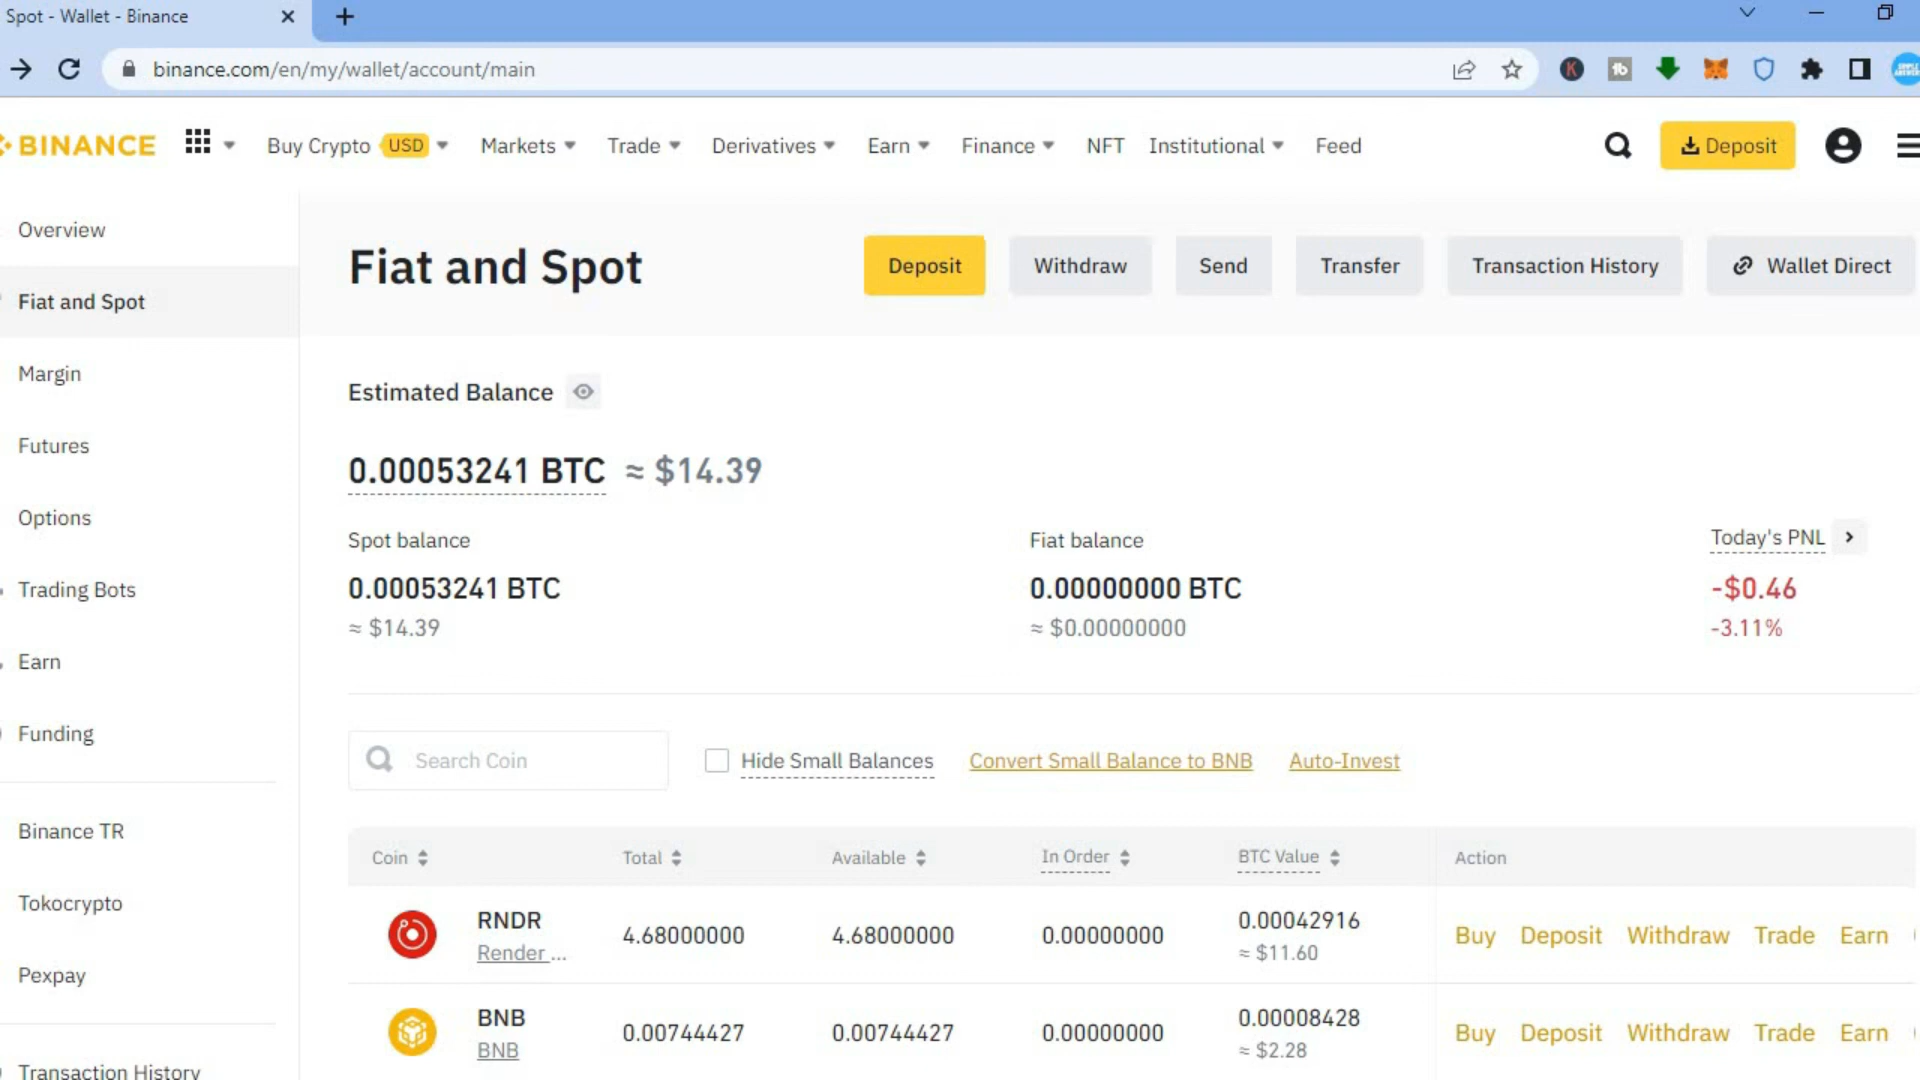 Spot - Wallet - Binance
binance.com/en/my/wallet/account/main
BINANCE Buy Crypto USD Markets Trade Derivatives Earn Finance NFT Institutional Feed Deposit
Overview
Fiat and Spot
Margin
Futures
Options
Trading Bots
Earn
Funding
Binance TR
Tokocrypto
Pexpay
Transaction History
Fiat and Spot Deposit Withdraw Send Transfer Transaction History Wallet Direct
Estimated Balance
0.00053241 BTC ≈ $14.39
Spot balance Fiat balance Today's PNL
0.00053241 BTC 0.00000000 BTC -$0.46
≈ $14.39 ≈ $0.00000000 -3.11%
Search Coin Hide Small Balances Convert Small Balance to BNB Auto-Invest
Coin Total Available In Order BTC Value Action
RNDR 4.68000000 4.68000000 0.00000000 0.00042916 Buy Deposit Withdraw Trade Earn
Render ... ≈ $11.60
BNB 0.00744427 0.00744427 0.00000000 0.00008428 Buy Deposit Withdraw Trade Earn
BNB ≈ $2.28